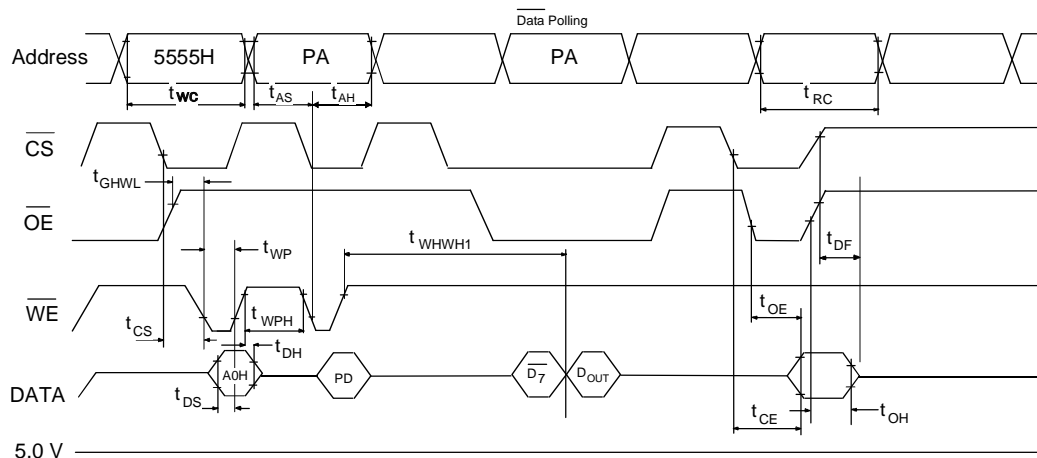 Data Polling
Address 5555H PA PA
tWC tAS tAH tRC
CS
tGHWL
OE
tWP tWHWH1 tDF
WE
tCS tWPH tOE
tDH
DATA A0H PD D7 DOUT
tDS tCE tOH
5.0 V